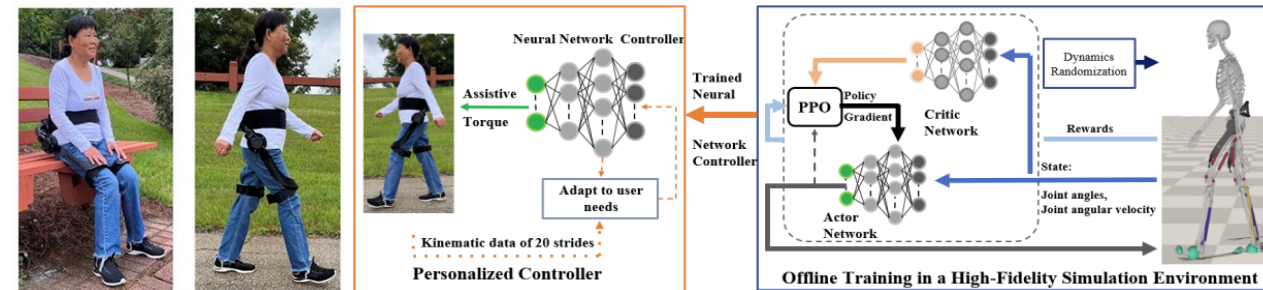 Neural Network Controller
Assistive
Torque
Adapt to user
needs
Kinematic data of 20 strides
Personalized Controller
Trained
Neural
Network
Controller
PPO
Policy
Gradient
Critic
Network
Actor
Network
Dynamics
Randomization
Rewards
State:
Joint angles,
Joint angular velocity
Offline Training in a High-Fidelity Simulation Environment